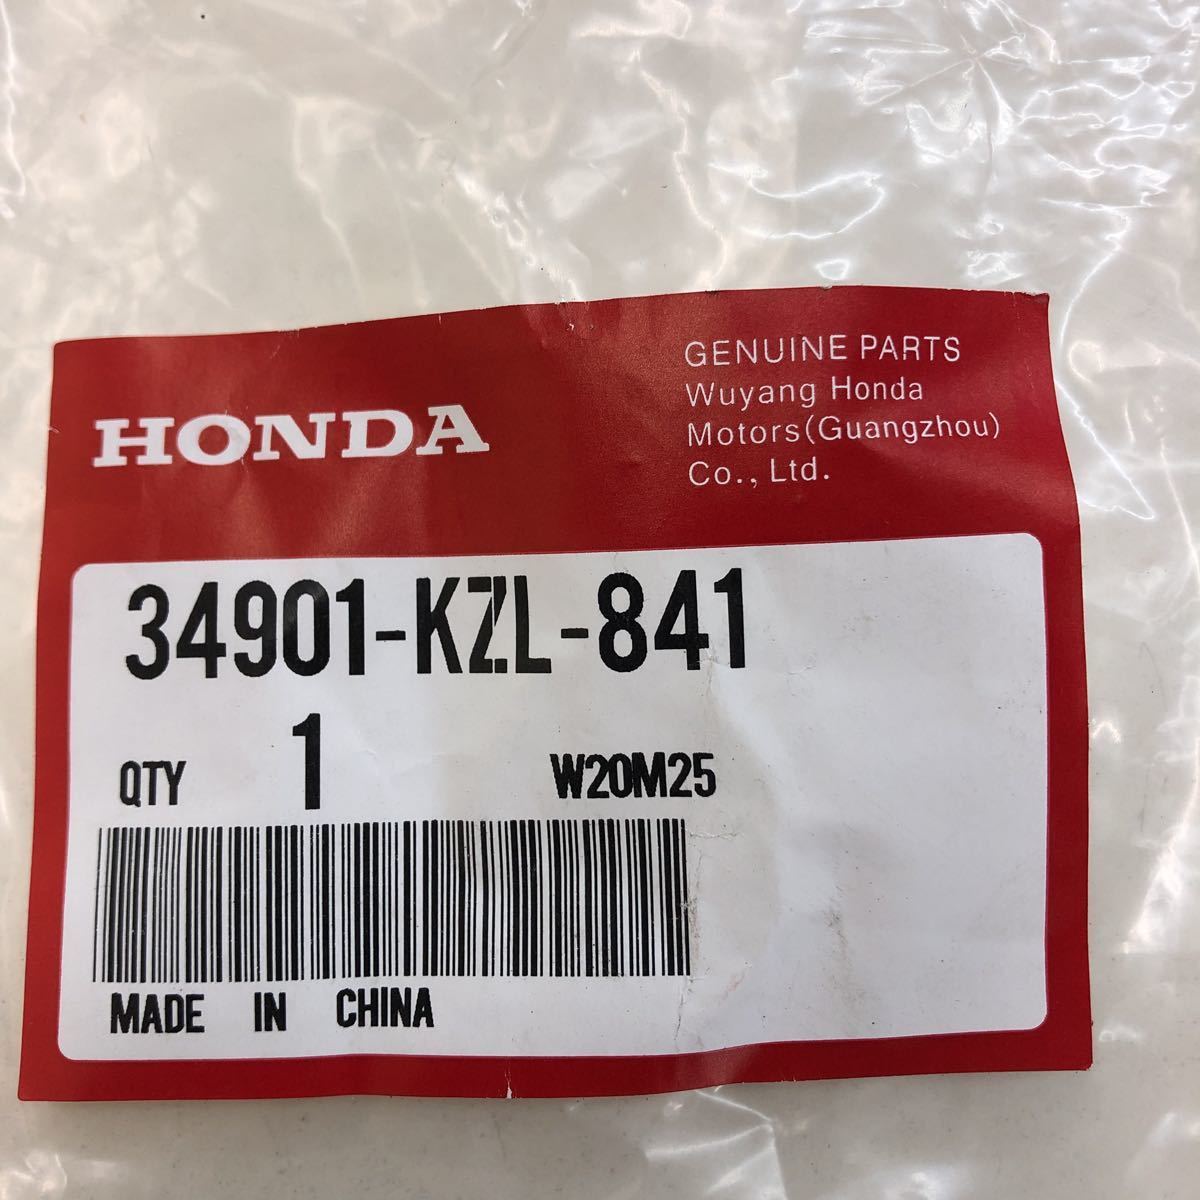 HONDA
GENUINE PARTS
Wuyang Honda
Motors(Guangzhou)
Co., Ltd.
34901-KZL-841
QTY 1 W20M25
MADE IN CHINA